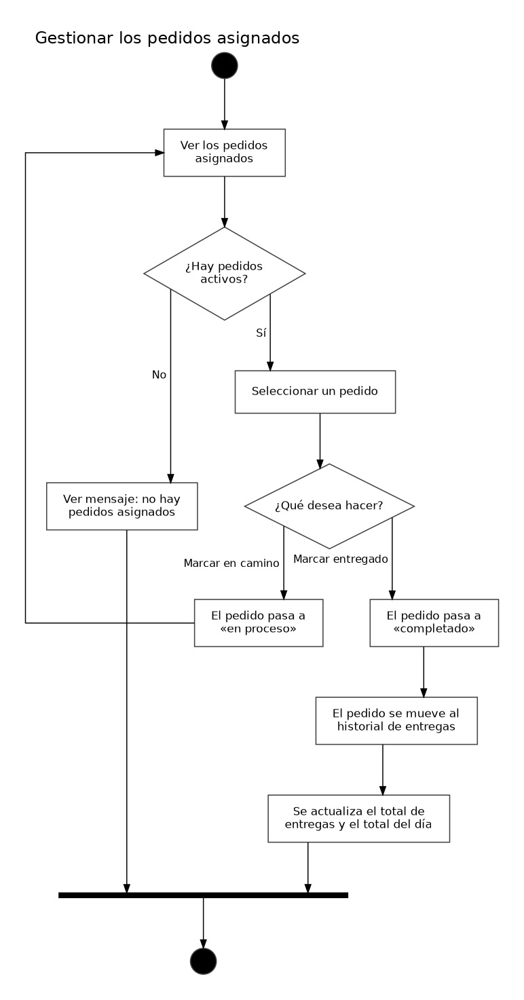 Gestionar los pedidos asignados
Ver los pedidos
asignados
¿Hay pedidos
activos?
Sí
No
Seleccionar un pedido
Ver mensaje: no hay
pedidos asignados
¿Qué desea hacer?
Marcar en camino
Marcar entregado
El pedido pasa a
«en proceso»
El pedido pasa a
«completado»
El pedido se mueve al
historial de entregas
Se actualiza el total de
entregas y el total del día